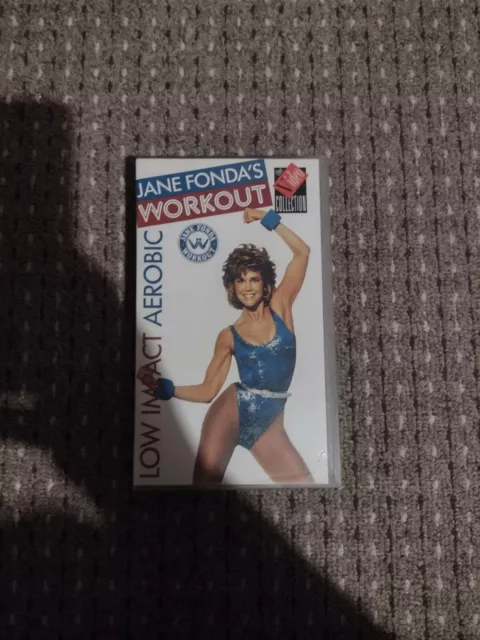 JANE FONDA'S
WORKOUT
COLLECTION
JANE FONDA
WORKOUT
LOW IMPACT AEROBIC